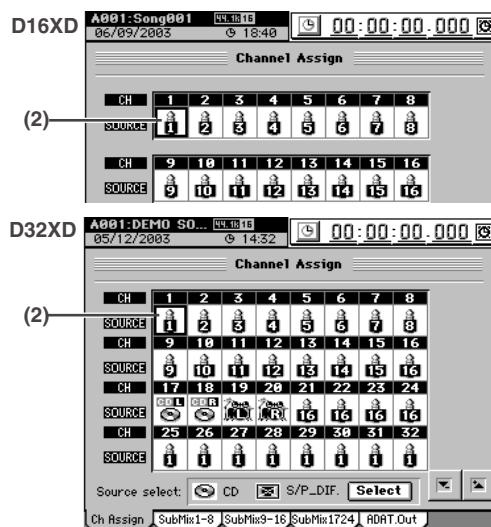 D16XD
A001:Song001 44.1k 16
06/09/2003 18:40 00:00:00.000
Channel Assign
CH 1 2 3 4 5 6 7 8
(2)
SOURCE 1 2 3 4 5 6 7 8
CH 9 10 11 12 13 14 15 16
SOURCE 9 10 11 12 13 14 15 16
D32XD
A001:DEMO SO... 44.1k 16
05/12/2003 14:32 00:00:00.000
Channel Assign
CH 1 2 3 4 5 6 7 8
(2)
SOURCE 1 2 3 4 5 6 7 8
CH 9 10 11 12 13 14 15 16
SOURCE 9 10 11 12 13 14 15 16
CH 17 18 19 20 21 22 23 24
SOURCE CD L CD R L R 16 16 16 16
CH 25 26 27 28 29 30 31 32
SOURCE 1 1 1 1 1 1 1 1
Source select: CD S/P_DIF. Select
Ch Assign SubMix1-8 SubMix9-16 SubMix1724 ADAT.Out